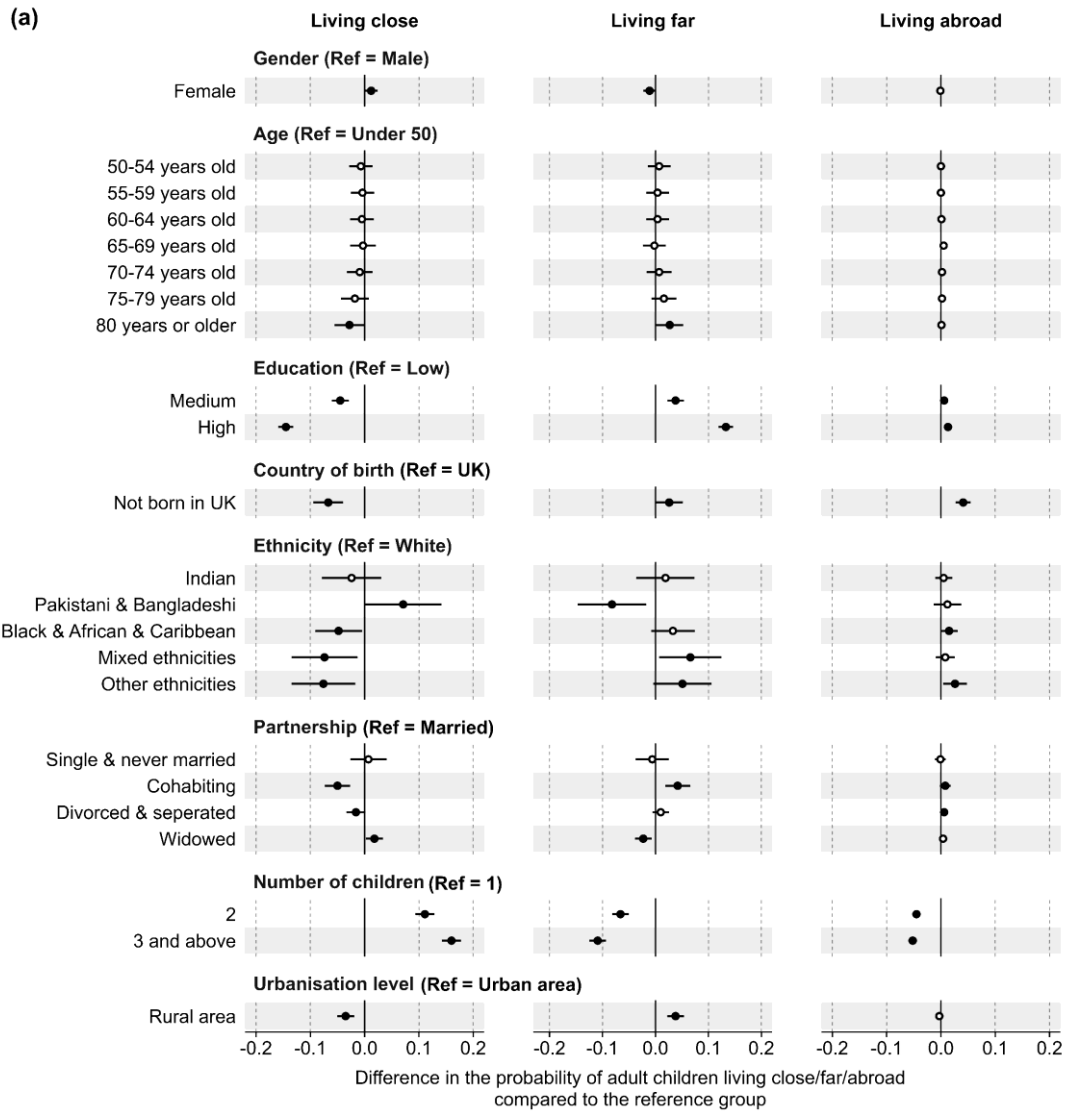 (a)
Living close Living far Living abroad
Gender (Ref = Male)
Female
Age (Ref = Under 50)
50-54 years old
55-59 years old
60-64 years old
65-69 years old
70-74 years old
75-79 years old
80 years or older
Education (Ref = Low)
Medium
High
Country of birth (Ref = UK)
Not born in UK
Ethnicity (Ref = White)
Indian
Pakistani & Bangladeshi
Black & African & Caribbean
Mixed ethnicities
Other ethnicities
Partnership (Ref = Married)
Single & never married
Cohabiting
Divorced & seperated
Widowed
Number of children (Ref = 1)
2
3 and above
Urbanisation level (Ref = Urban area)
Rural area
-0.2 -0.1 0.0 0.1 0.2 -0.2 -0.1 0.0 0.1 0.2 -0.2 -0.1 0.0 0.1 0.2
Difference in the probability of adult children living close/far/abroad
compared to the reference group